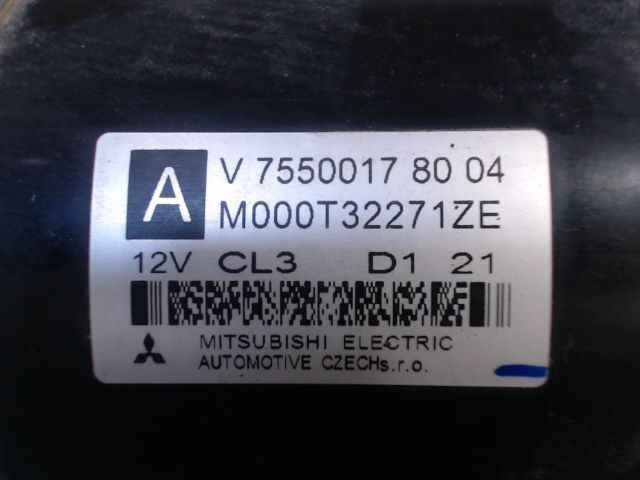 A
V 7550017 80 04
M000T32271ZE
12V CL3 D1 21
MITSUBISHI ELECTRIC
AUTOMOTIVE CZECHs.r.o.